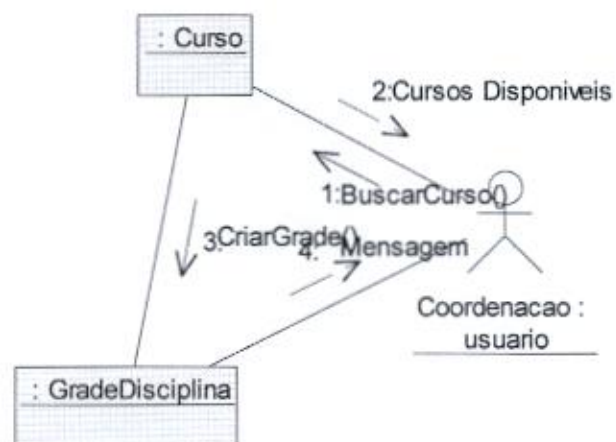 : Curso
2:Cursos Disponiveis
1:BuscarCurso()
3:CriarGrade()
4: Mensagem
Coordenacao :
usuario
: GradeDisciplina